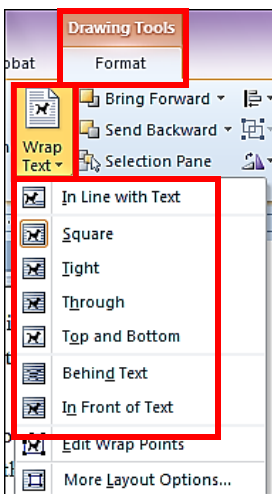 Drawing Tools
obat Format
Wrap Text
Bring Forward
Send Backward
Selection Pane
In Line with Text
Square
Tight
Through
Top and Bottom
Behind Text
In Front of Text
Edit Wrap Points
More Layout Options...